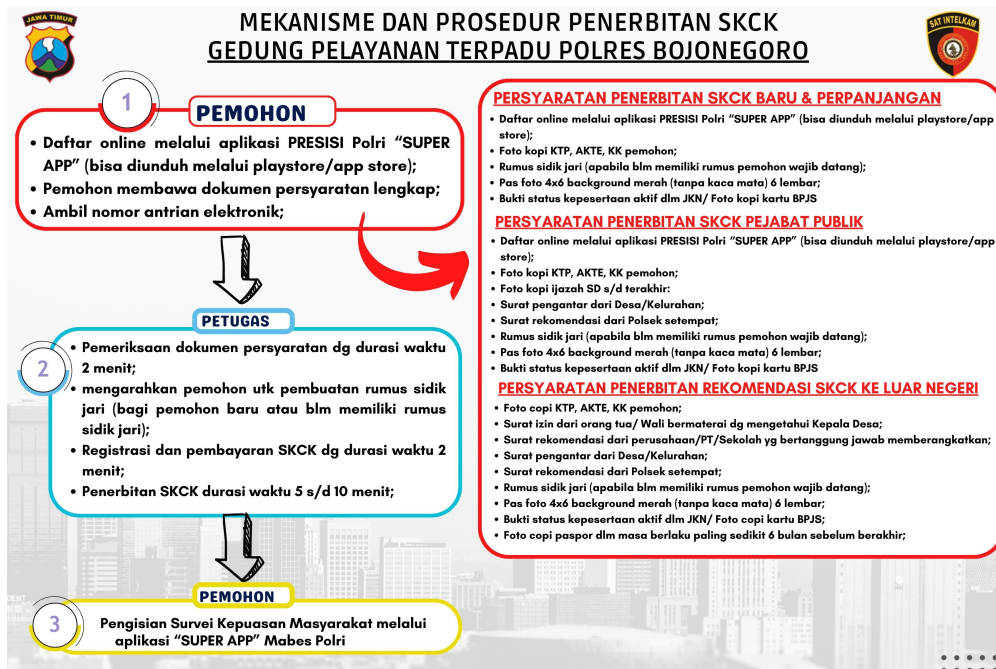 JAWA TIMUR
MEKANISME DAN PROSEDUR PENERBITAN SKCK
GEDUNG PELAYANAN TERPADU POLRES BOJONEGORO
SAT INTELKAM
1
PEMOHON
• Daftar online melalui aplikasi PRESISI Polri “SUPER
APP” (bisa diunduh melalui playstore/app store);
• Pemohon membawa dokumen persyaratan lengkap;
• Ambil nomor antrian elektronik;
PETUGAS
2
• Pemeriksaan dokumen persyaratan dg durasi waktu
2 menit;
• mengarahkan pemohon utk pembuatan rumus sidik
jari (bagi pemohon baru atau blm memiliki rumus
sidik jari);
• Registrasi dan pembayaran SKCK dg durasi waktu 2
menit;
• Penerbitan SKCK durasi waktu 5 s/d 10 menit;
PEMOHON
3
Pengisian Survei Kepuasan Masyarakat melalui
aplikasi “SUPER APP” Mabes Polri
PERSYARATAN PENERBITAN SKCK BARU & PERPANJANGAN
• Daftar online melalui aplikasi PRESISI Polri “SUPER APP” (bisa diunduh melalui playstore/app
store);
• Foto kopi KTP, AKTE, KK pemohon;
• Rumus sidik jari (apabila blm memiliki rumus pemohon wajib datang);
• Pas foto 4x6 background merah (tanpa kaca mata) 6 lembar;
• Bukti status kepesertaan aktif dlm JKN/ Foto kopi kartu BPJS
PERSYARATAN PENERBITAN SKCK PEJABAT PUBLIK
• Daftar online melalui aplikasi PRESISI Polri “SUPER APP” (bisa diunduh melalui playstore/app
store);
• Foto kopi KTP, AKTE, KK pemohon;
• Foto kopi ijazah SD s/d terakhir:
• Surat pengantar dari Desa/Kelurahan;
• Surat rekomendasi dari Polsek setempat;
• Rumus sidik jari (apabila blm memiliki rumus pemohon wajib datang);
• Pas foto 4x6 background merah (tanpa kaca mata) 6 lembar;
• Bukti status kepesertaan aktif dlm JKN/ Foto kopi kartu BPJS
PERSYARATAN PENERBITAN REKOMENDASI SKCK KE LUAR NEGERI
• Foto copi KTP, AKTE, KK pemohon;
• Surat izin dari orang tua/ Wali bermaterai dg mengetahui Kepala Desa;
• Surat rekomendasi dari perusahaan/PT/Sekolah yg bertanggung jawab memberangkatkan;
• Surat pengantar dari Desa/Kelurahan;
• Surat rekomendasi dari Polsek setempat;
• Rumus sidik jari (apabila blm memiliki rumus pemohon wajib datang);
• Pas foto 4x6 background merah (tanpa kaca mata) 6 lembar;
• Bukti status kepesertaan aktif dlm JKN/ Foto copi kartu BPJS;
• Foto copi paspor dlm masa berlaku paling sedikit 6 bulan sebelum berakhir;